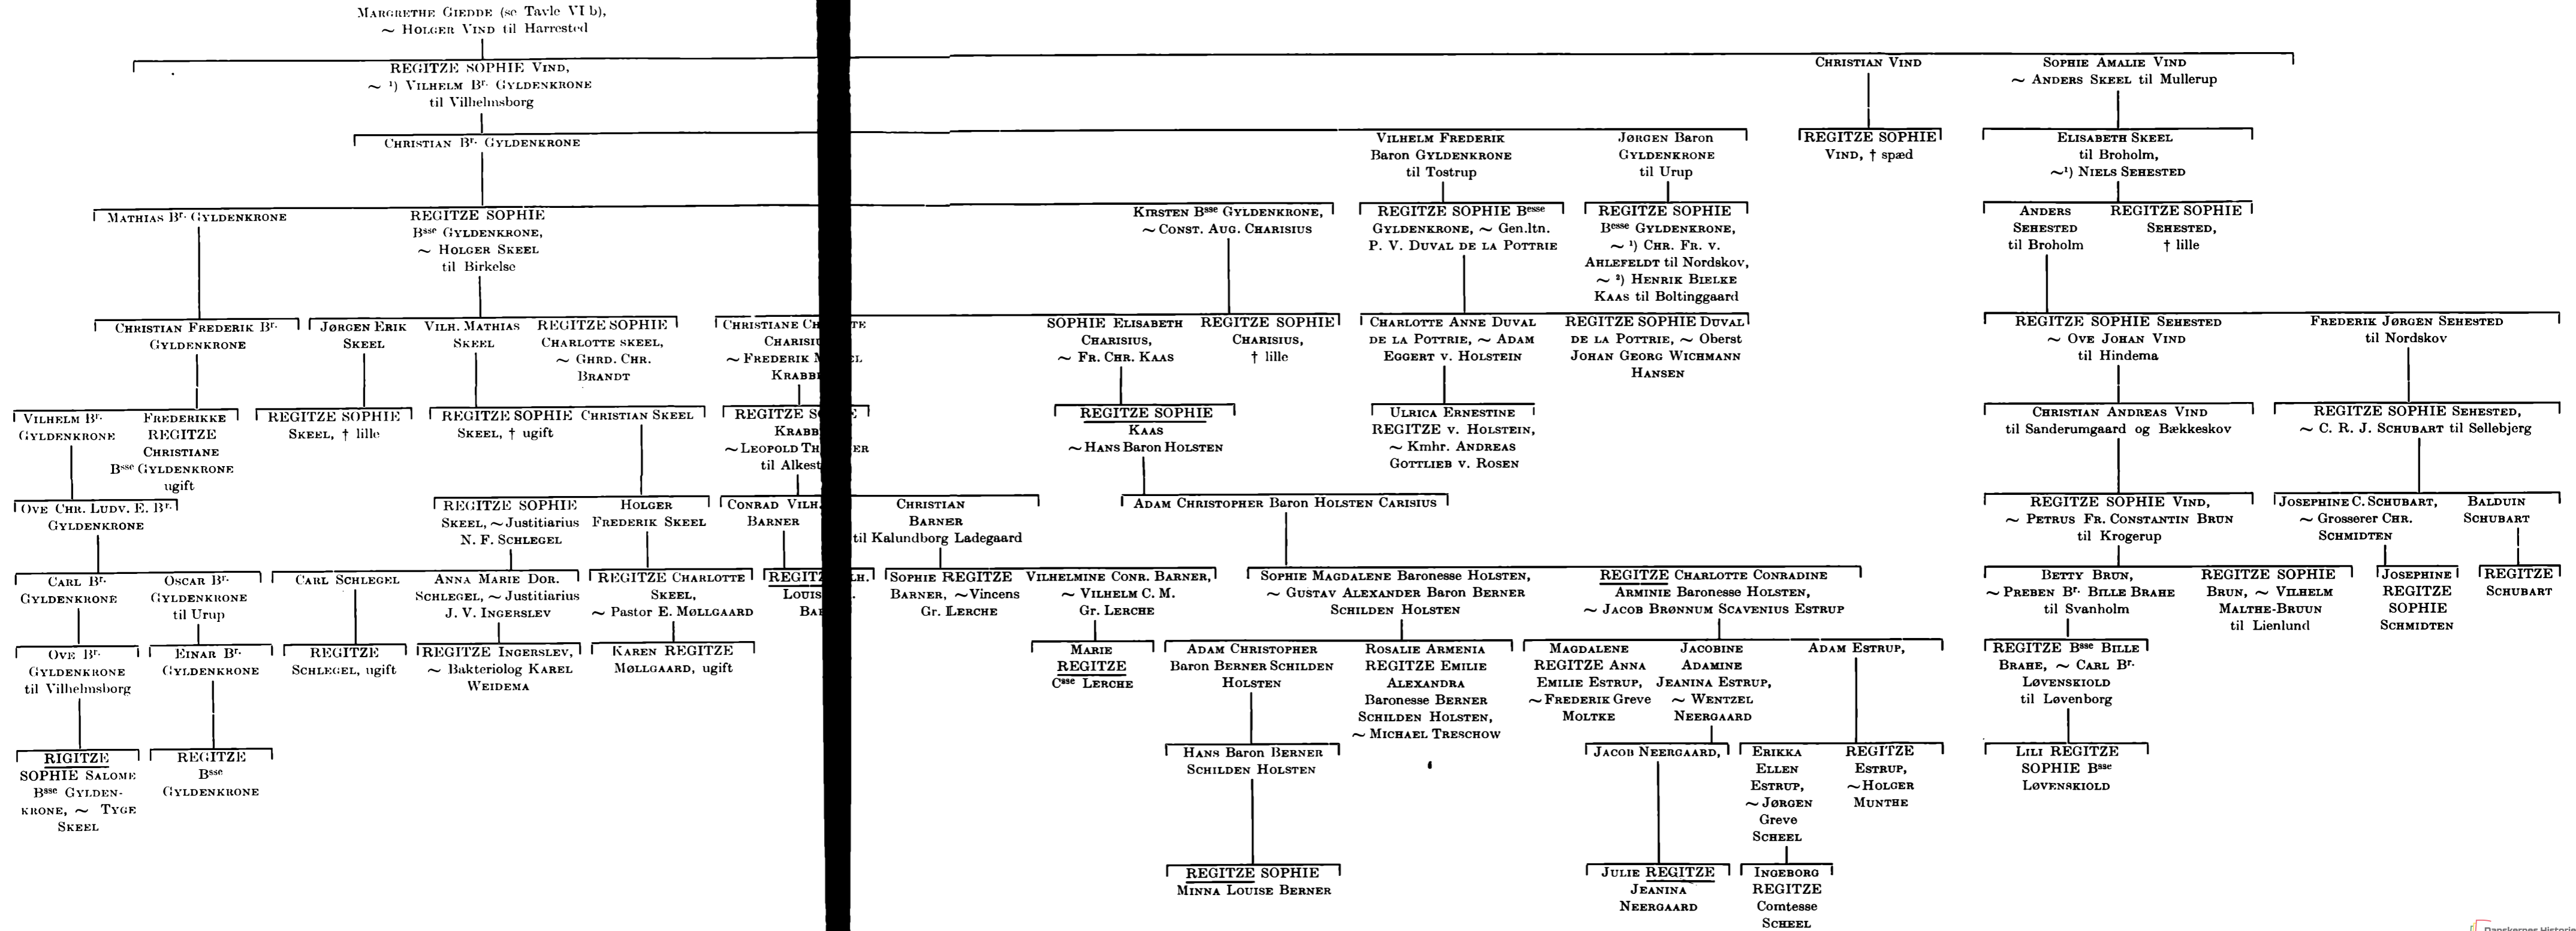 MARGRETHE GIEDDE (se Tavle VI b),
~ HOLGER VIND til Harrested
REGITZE SOPHIE VIND,
~ ¹) VILHELM Br. GYLDENKRONE
til Vilhelmsborg
CHRISTIAN VIND
SOPHIE AMALIE VIND
~ ANDERS SKEEL til Mullerup
CHRISTIAN Br. GYLDENKRONE
VILHELM FREDERIK
Baron GYLDENKRONE
til Tostrup
JØRGEN Baron
GYLDENKRONE
til Urup
REGITZE SOPHIE
VIND, † spæd
ELISABETH SKEEL
til Broholm,
~¹) NIELS SEHESTED
MATHIAS Br. GYLDENKRONE
REGITZE SOPHIE
Bsse GYLDENKRONE,
~ HOLGER SKEEL
til Birkelse
KIRSTEN Bsse GYLDENKRONE,
~ CONST. AUG. CHARISIUS
REGITZE SOPHIE Besse
GYLDENKRONE, ~ Gen.ltn.
P. V. DUVAL DE LA POTTRIE
REGITZE SOPHIE
Besse GYLDENKRONE,
~ ¹) CHR. FR. v.
AHLEFELDT til Nordskov,
~ ²) HENRIK BIELKE
KAAS til Boltinggaard
ANDERS
SEHESTED
til Broholm
REGITZE SOPHIE
SEHESTED,
† lille
CHRISTIAN FREDERIK Br.
GYLDENKRONE
JØRGEN ERIK
SKEEL
VILH. MATHIAS
SKEEL
REGITZE SOPHIE
CHARLOTTE SKEEL,
~ GHRD. CHR.
BRANDT
CHRISTIANE
~ FREDERIK
SOPHIE ELISABETH
CHARISIUS,
~ FR. CHR. KAAS
REGITZE SOPHIE
CHARISIUS,
† lille
CHARLOTTE ANNE DUVAL
DE LA POTTRIE, ~ ADAM
EGGERT v. HOLSTEIN
REGITZE SOPHIE DUVAL
DE LA POTTRIE, ~ Oberst
JOHAN GEORG WICHMANN
HANSEN
REGITZE SOPHIE SEHESTED
~ OVE JOHAN VIND
til Hindema
FREDERIK JØRGEN SEHESTED
til Nordskov
VILHELM Br.
GYLDENKRONE
FREDERIKKE
REGITZE
CHRISTIANE
Bsse GYLDENKRONE
ugift
REGITZE SOPHIE
SKEEL, † lille
REGITZE SOPHIE
SKEEL, † ugift
CHRISTIAN SKEEL
REGITZE
~ LEOPOLD
til
REGITZE SOPHIE
KAAS
~ HANS Baron HOLSTEN
ULRICA ERNESTINE
REGITZE v. HOLSTEIN,
~ Kmhr. ANDREAS
GOTTLIEB v. ROSEN
CHRISTIAN ANDREAS VIND
til Sanderumgaard og Bækkeskov
REGITZE SOPHIE SEHESTED,
~ C. R. J. SCHUBART til Søllebjerg
OVE CHR. LUDV. E. Br.
GYLDENKRONE
REGITZE SOPHIE
SKEEL, ~ Justitiarius
N. F. SCHLEGEL
HOLGER
FREDERIK SKEEL
CONRAD VILH.
BARNER
CHRISTIAN
BARNER
til Kalundborg Ladegaard
ADAM CHRISTOPHER Baron HOLSTEN CARISIUS
REGITZE SOPHIE VIND,
~ PETRUS FR. CONSTANTIN BRUN
til Krogerup
JOSEPHINE C. SCHUBART,
~ Grosserer CHR.
SCHMIDTEN
BALDUIN
SCHUBART
CARL Br.
GYLDENKRONE
OSCAR Br.
GYLDENKRONE
til Urup
CARL SCHLEGEL
ANNA MARIE DOR.
SCHLEGEL, ~ Justitiarius
J. V. INGERSLEV
REGITZE CHARLOTTE
SKEEL,
~ Pastor E. MØLLGAARD
SOPHIE REGITZE
BARNER, ~ Vincens
Gr. LERCHE
VILHELMINE CONR. BARNER,
~ VILHELM C. M.
Gr. LERCHE
SOPHIE MAGDALENE Baronesse HOLSTEN,
~ GUSTAV ALEXANDER Baron BERNER
SCHILDEN HOLSTEN
REGITZE CHARLOTTE CONRADINE
ARMINIE Baronesse HOLSTEN,
~ JACOB BRØNNUM SCAVENIUS ESTRUP
BETTY BRUN,
~ PREBEN Br. BILLE BRAHE
til Svanholm
REGITZE SOPHIE
BRUN, ~ VILHELM
MALTHE-BRUUN
til Lienlund
JOSEPHINE
REGITZE
SOPHIE
SCHMIDTEN
REGITZE
SCHUBART
OVE Br.
GYLDENKRONE
til Vilhelmsborg
EINAR Br.
GYLDENKRONE
REGITZE
SCHLEGEL, ugift
REGITZE INGERSLEV,
~ Bakteriolog KAREL
WEIDEMA
KAREN REGITZE
MØLLGAARD, ugift
MARIE
REGITZE
Csse LERCHE
ADAM CHRISTOPHER
Baron BERNER SCHILDEN
HOLSTEN
ROSALIE ARMENIA
REGITZE EMILIE
ALEXANDRA
Baronesse BERNER
SCHILDEN HOLSTEN,
~ MICHAEL TRESCHOW
MAGDALENE
REGITZE ANNA
EMILIE ESTRUP,
~ FREDERIK Greve
MOLTKE
JACOBINE
ADAMINE
JEANINA ESTRUP,
~ WENTZEL
NEERGAARD
ADAM ESTRUP,
REGITZE Bsse BILLE
BRAHE, ~ CARL Br.
LØVENSKIOLD
til Løvenborg
RIGITZE
SOPHIE SALOME
Bsse GYLDEN-
KRONE, ~ TYGE
SKEEL
REGITZE
Bsse
GYLDENKRONE
HANS Baron BERNER
SCHILDEN HOLSTEN
JACOB NEERGAARD,
ERIKKA
ELLEN
ESTRUP,
~ JØRGEN
Greve
SCHEEL
REGITZE
ESTRUP,
~ HOLGER
MUNTHE
LILI REGITZE
SOPHIE Bsse
LØVENSKIOLD
REGITZE SOPHIE
MINNA LOUISE BERNER
JULIE REGITZE
JEANINA
NEERGAARD
INGEBORG
REGITZE
Comtesse
SCHEEL